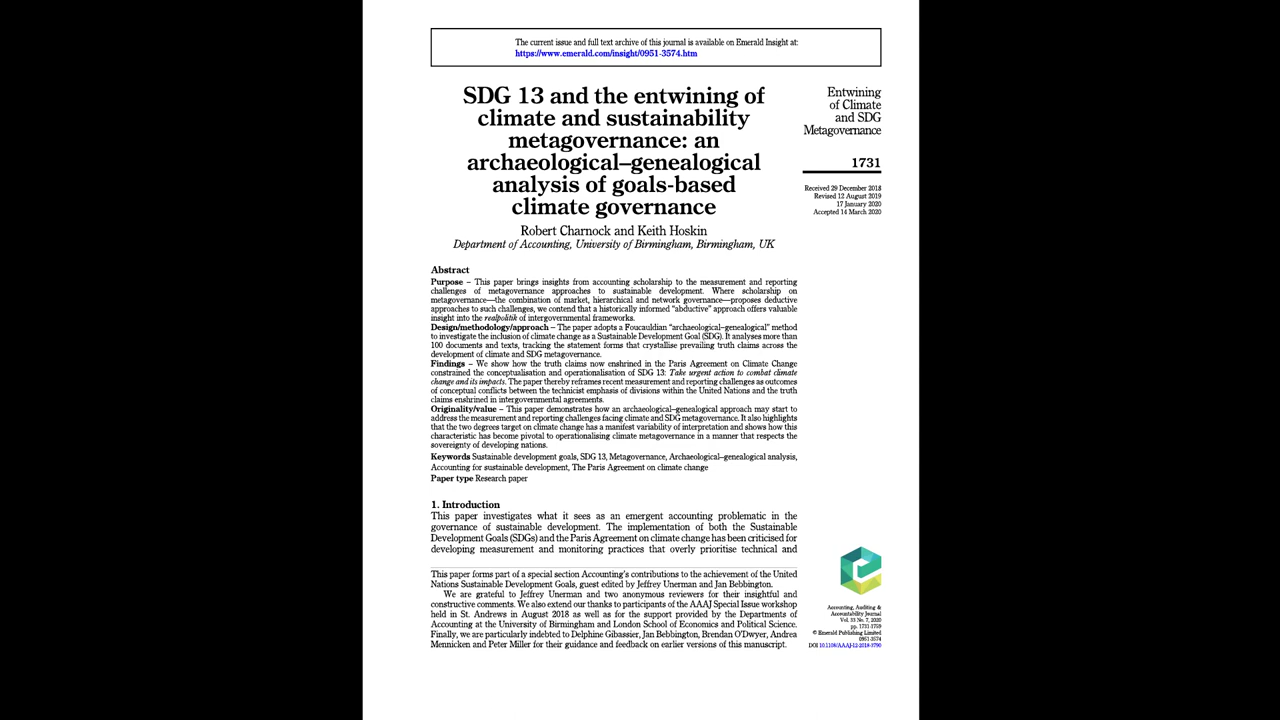 The current issue and full text archive of this journal is available on Emerald Insight at:
https://www.emerald.com/insight/0951-3574.htm
SDG 13 and the entwining of
climate and sustainability
metagovernance: an
archaeological–genealogical
analysis of goals-based
climate governance
Robert Charnock and Keith Hoskin
Department of Accounting, University of Birmingham, Birmingham, UK
Entwining
of Climate
and SDG
Metagovernance
1731
Received 29 December 2018
Revised 12 August 2019
17 January 2020
Accepted 14 March 2020
Abstract
Purpose – This paper brings insights from accounting scholarship to the measurement and reporting
challenges of metagovernance approaches to sustainable development. Where scholarship on
metagovernance—the combination of market, hierarchical and network governance—proposes deductive
approaches to such challenges, we contend that a historically informed “abductive” approach offers valuable
insight into the realpolitik of intergovernmental frameworks.
Design/methodology/approach – The paper adopts a Foucauldian “archaeological–genealogical” method
to investigate the inclusion of climate change as a Sustainable Development Goal (SDG). It analyses more than
100 documents and texts, tracking the statement forms that crystallise prevailing truth claims across the
development of climate and SDG metagovernance.
Findings – We show how the truth claims now enshrined in the Paris Agreement on Climate Change
constrained the conceptualisation and operationalisation of SDG 13: Take urgent action to combat climate
change and its impacts. The paper thereby reframes recent measurement and reporting challenges as outcomes
of conceptual conflicts between the technicist emphasis of divisions within the United Nations and the truth
claims enshrined in intergovernmental agreements.
Originality/value – This paper demonstrates how an archaeological–genealogical approach may start to
address the measurement and reporting challenges facing climate and SDG metagovernance. It also highlights
that the two degrees target on climate change has a manifest variability of interpretation and shows how this
characteristic has become pivotal to operationalising climate metagovernance in a manner that respects the
sovereignty of developing nations.
Keywords Sustainable development goals, SDG 13, Metagovernance, Archaeological–genealogical analysis,
Accounting for sustainable development, The Paris Agreement on climate change
Paper type Research paper
1. Introduction
This paper investigates what it sees as an emergent accounting problematic in the
governance of sustainable development. The implementation of both the Sustainable
Development Goals (SDGs) and the Paris Agreement on climate change has been criticised for
developing measurement and monitoring practices that overly prioritise technical and
This paper forms part of a special section Accounting’s contributions to the achievement of the United
Nations Sustainable Development Goals, guest edited by Jeffrey Unerman and Jan Bebbington.
We are grateful to Jeffrey Unerman and two anonymous reviewers for their insightful and
constructive comments. We also extend our thanks to participants of the AAAJ Special Issue workshop
held in St. Andrews in August 2018 as well as for the support provided by the Departments of
Accounting at the University of Birmingham and London School of Economics and Political Science.
Finally, we are particularly indebted to Delphine Gibassier, Jan Bebbington, Brendan O’Dwyer, Andrea
Mennicken and Peter Miller for their guidance and feedback on earlier versions of this manuscript.
Accounting, Auditing &
Accountability Journal
Vol. 33 No. 7, 2020
pp. 1731-1759
© Emerald Publishing Limited
0951-3574
DOI 10.1108/AAAJ-12-2018-3790